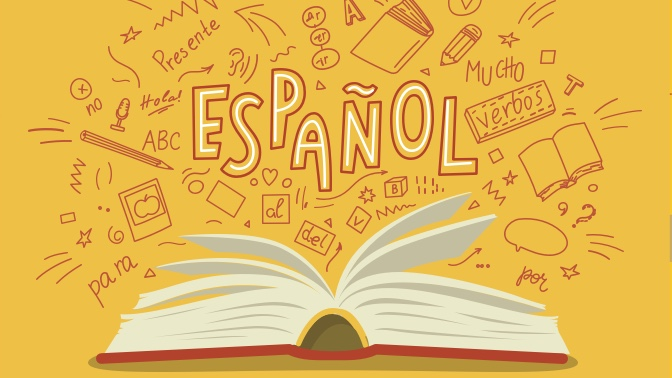 Ar
er
ir
A
Presente
MUCHO
no
Hola!
ESPAÑOL
verbos
ABC
B
al
del
para
por